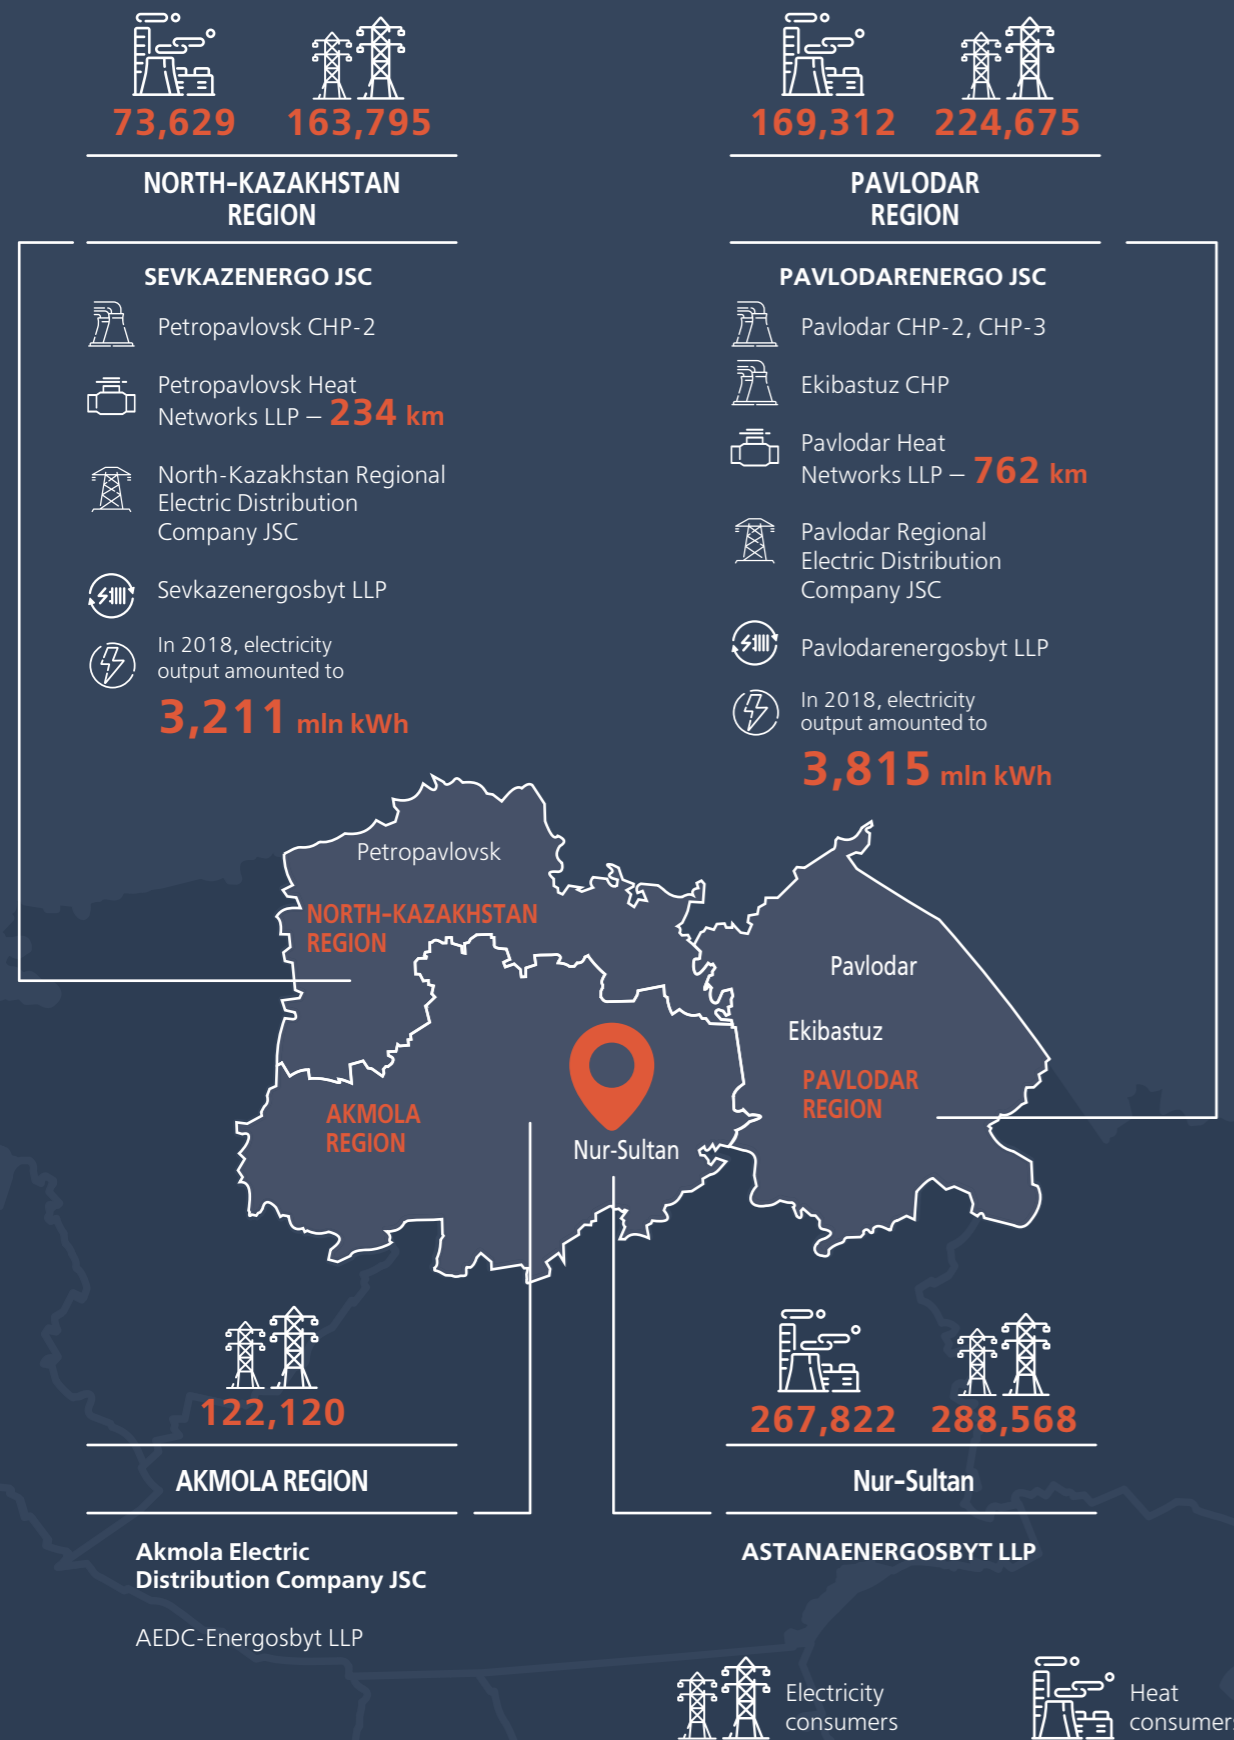 73,629 163,795
NORTH-KAZAKHSTAN
REGION
SEVKAZENERGO JSC
Petropavlovsk CHP-2
Petropavlovsk Heat
Networks LLP – 234 km
North-Kazakhstan Regional
Electric Distribution
Company JSC
Sevkazenergosbyt LLP
In 2018, electricity
output amounted to
3,211 mln kWh
169,312 224,675
PAVLODAR
REGION
PAVLODARENERGO JSC
Pavlodar CHP-2, CHP-3
Ekibastuz CHP
Pavlodar Heat
Networks LLP – 762 km
Pavlodar Regional
Electric Distribution
Company JSC
Pavlodarenergosbyt LLP
In 2018, electricity
output amounted to
3,815 mln kWh
Petropavlovsk
NORTH-KAZAKHSTAN
REGION
Pavlodar
Ekibastuz
PAVLODAR
REGION
AKMOLA
REGION
Nur-Sultan
122,120
AKMOLA REGION
Akmola Electric
Distribution Company JSC
AEDC-Energosbyt LLP
267,822 288,568
Nur-Sultan
ASTANAENERGOSBYT LLP
Electricity
consumers
Heat
consumers